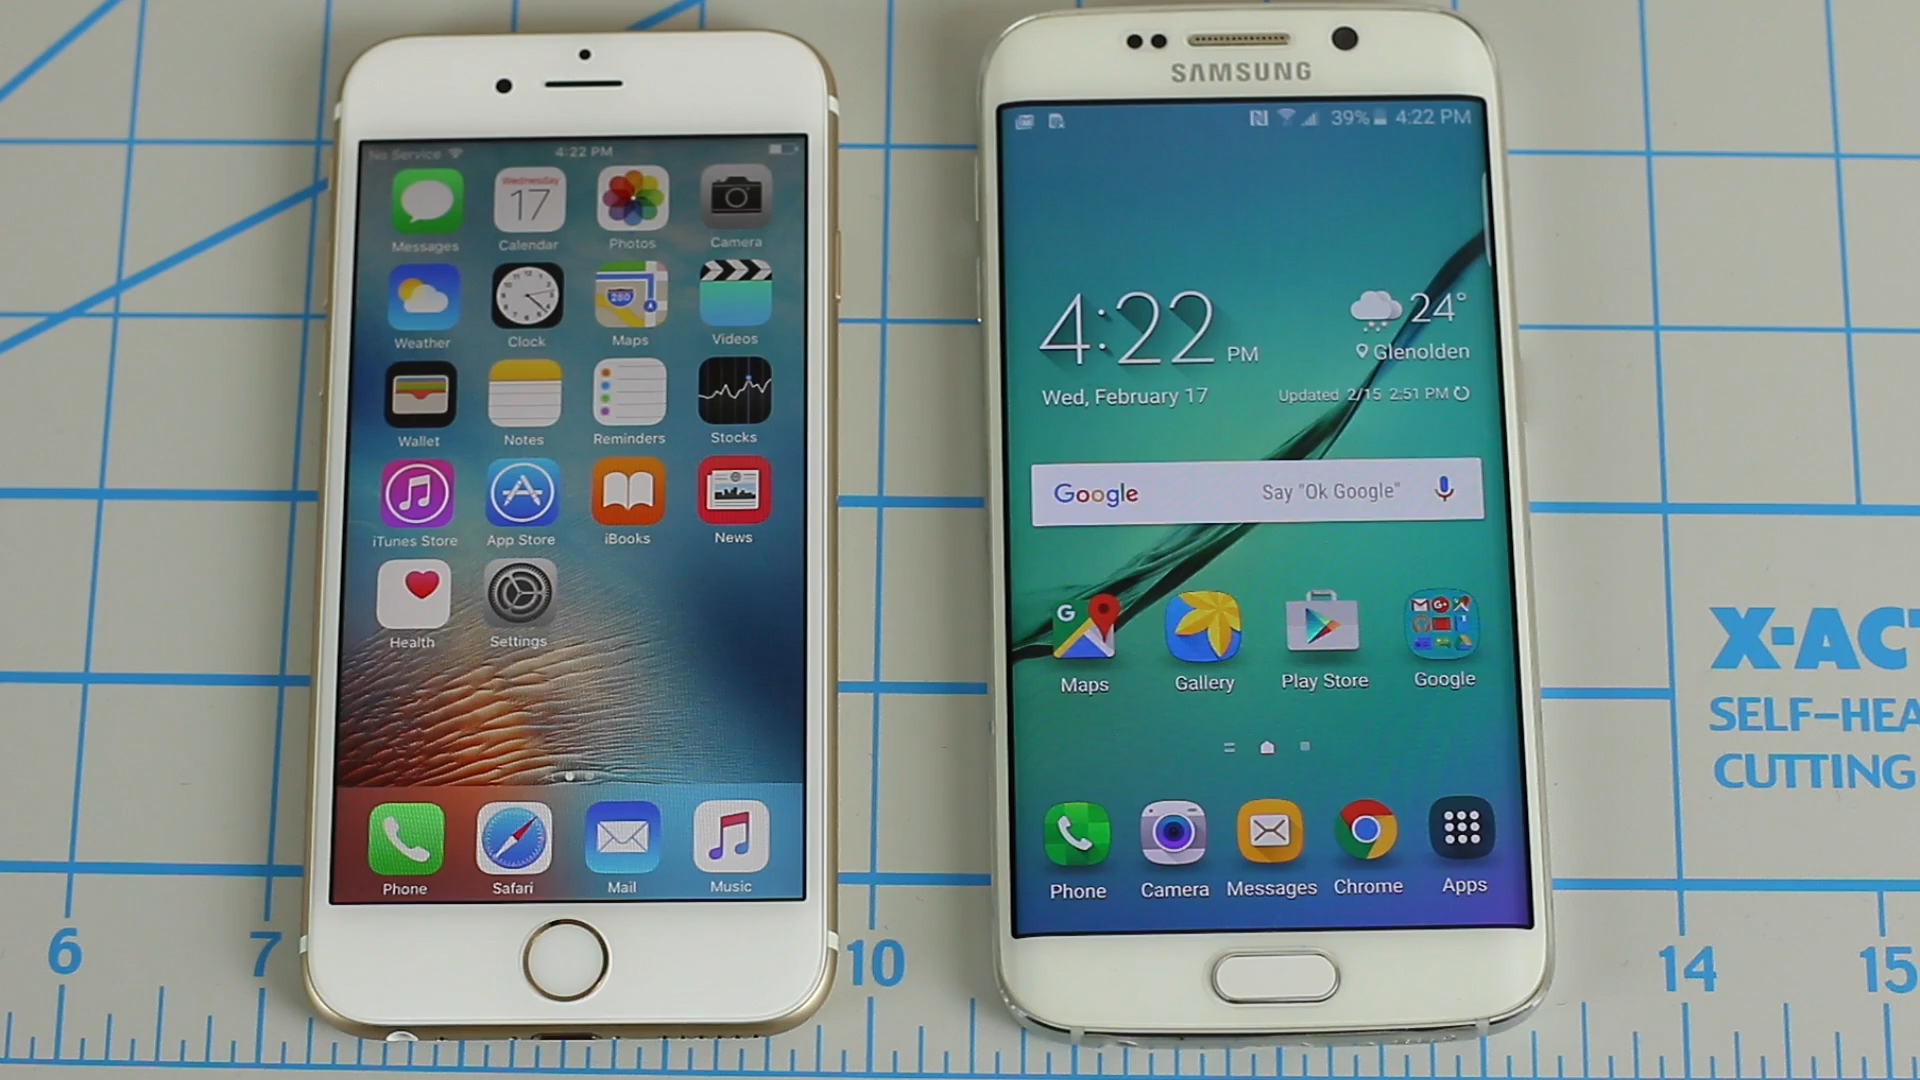 No Service
4:22 PM
Wednesday
17
Messages
Calendar
Photos
Camera
280
Weather
Clock
Maps
Videos
Wallet
Notes
Reminders
Stocks
iTunes Store
App Store
iBooks
News
Health
Settings
Phone
Safari
Mail
Music
SAMSUNG
39% 4:22 PM
4:22 PM
24°
Glenolden
Wed, February 17
Updated 2/15 2:51 PM
Google
Say "Ok Google"
G
Maps
Gallery
Play Store
Google
Phone
Camera
Messages
Chrome
Apps
X-ACT
SELF-HEA
CUTTING
6
7
10
14
15